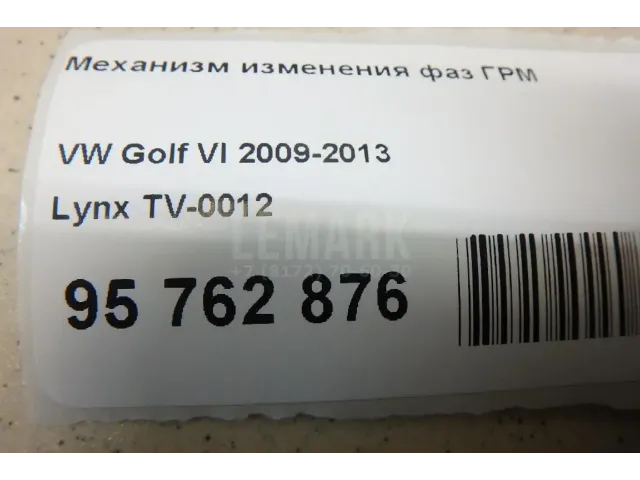 Механизм изменения фаз ГРМ
VW Golf VI 2009-2013
Lynx TV-0012
LEMARK
95 762 876